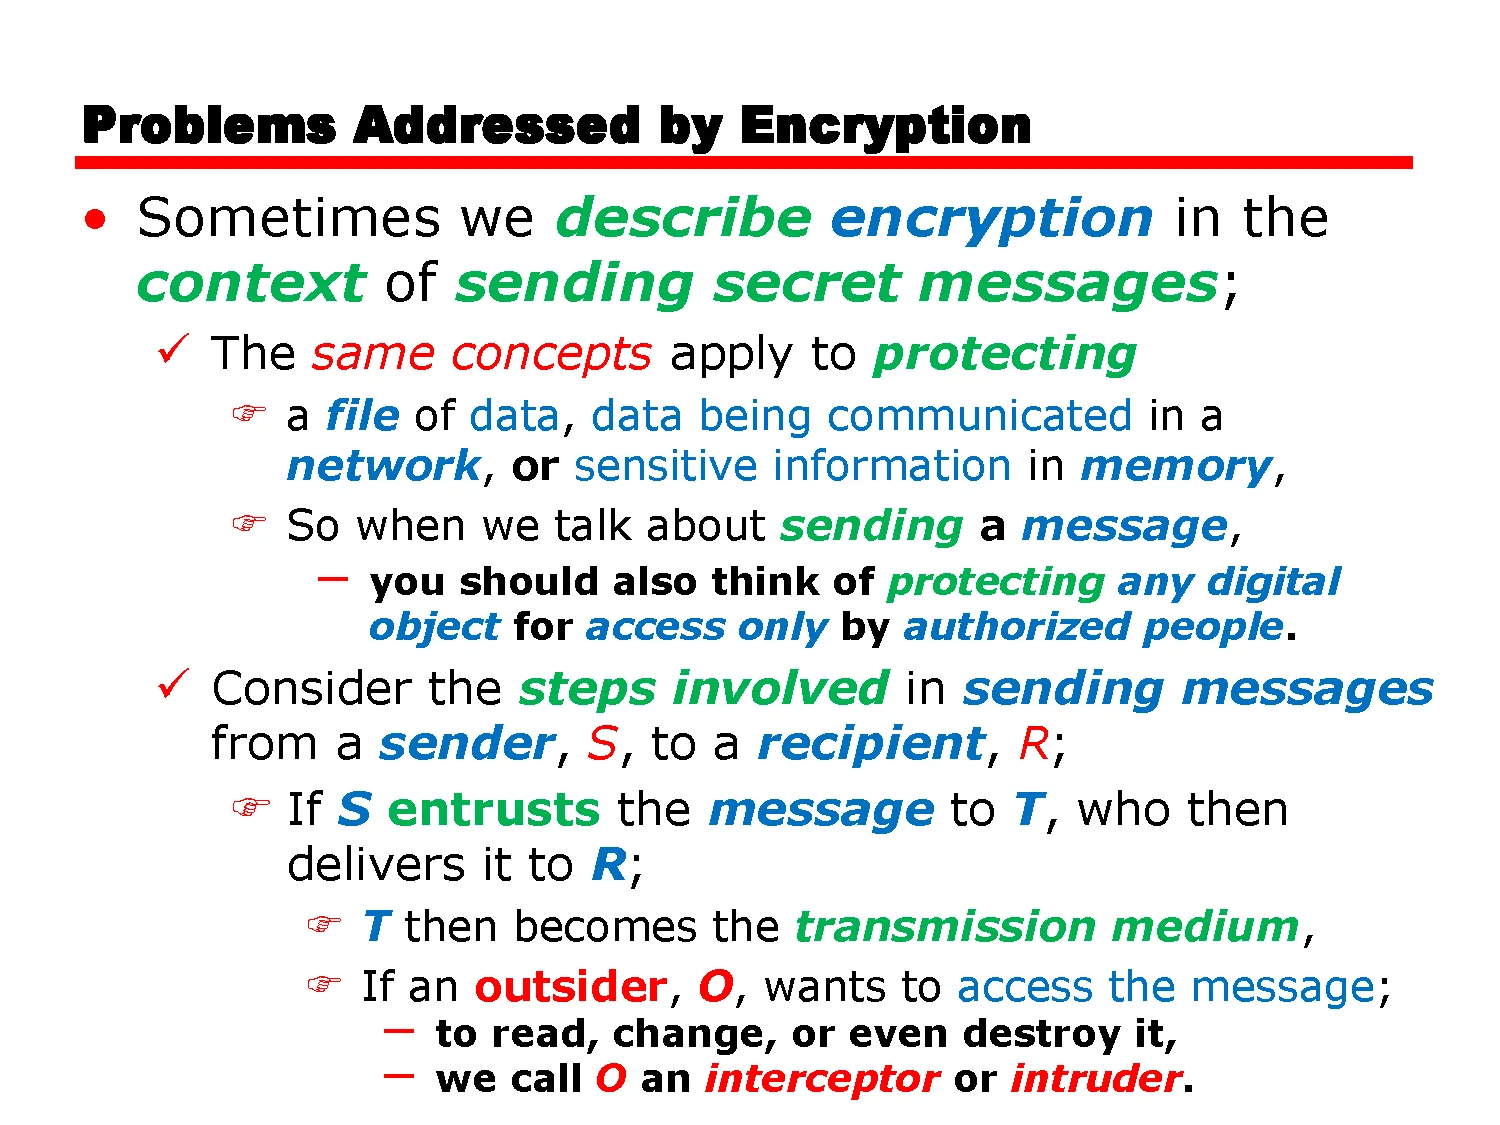 Problems Addressed by Encryption
• Sometimes we describe encryption in the
context of sending secret messages;
✓ The same concepts apply to protecting
☞ a file of data, data being communicated in a
network, or sensitive information in memory,
☞ So when we talk about sending a message,
– you should also think of protecting any digital
object for access only by authorized people.
✓ Consider the steps involved in sending messages
from a sender, S, to a recipient, R;
☞ If S entrusts the message to T, who then
delivers it to R;
☞ T then becomes the transmission medium,
☞ If an outsider, O, wants to access the message;
– to read, change, or even destroy it,
– we call O an interceptor or intruder.